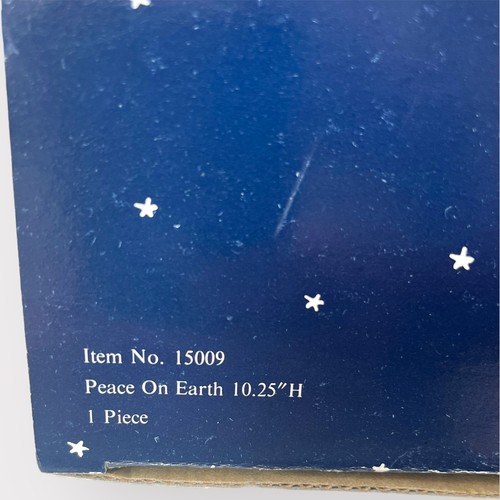 Item No. 15009
Peace On Earth 10.25″H
1 Piece